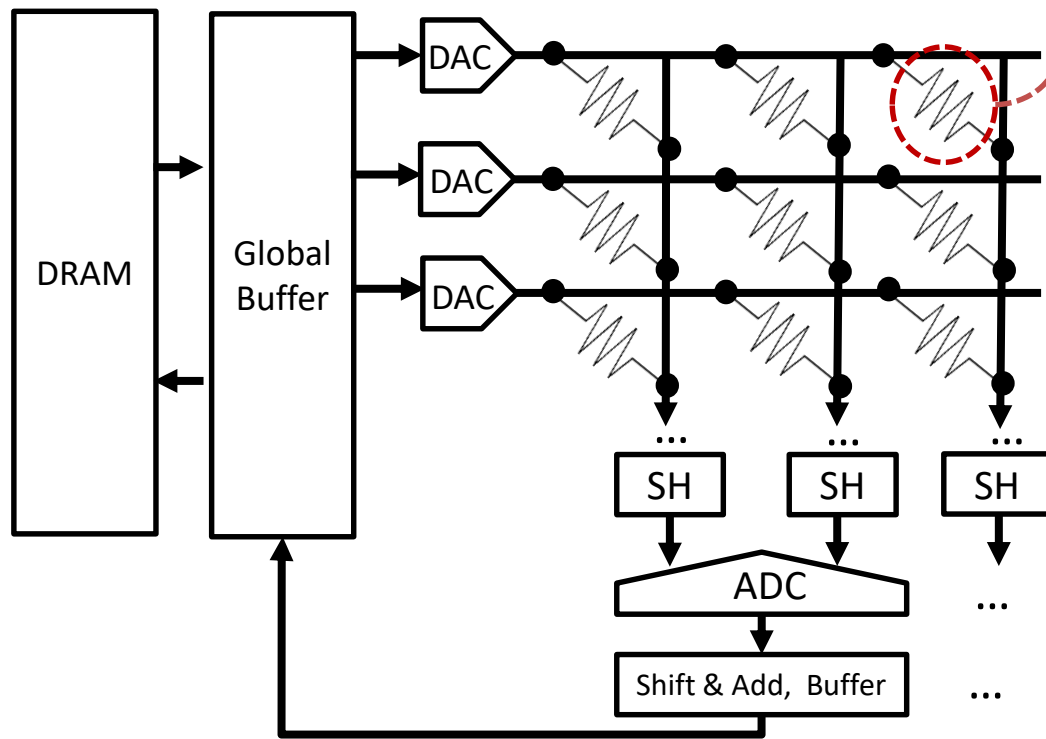 DAC
DAC
DAC
DRAM
Global
Buffer
... ... ...
SH SH SH
ADC
...
Shift & Add, Buffer
...